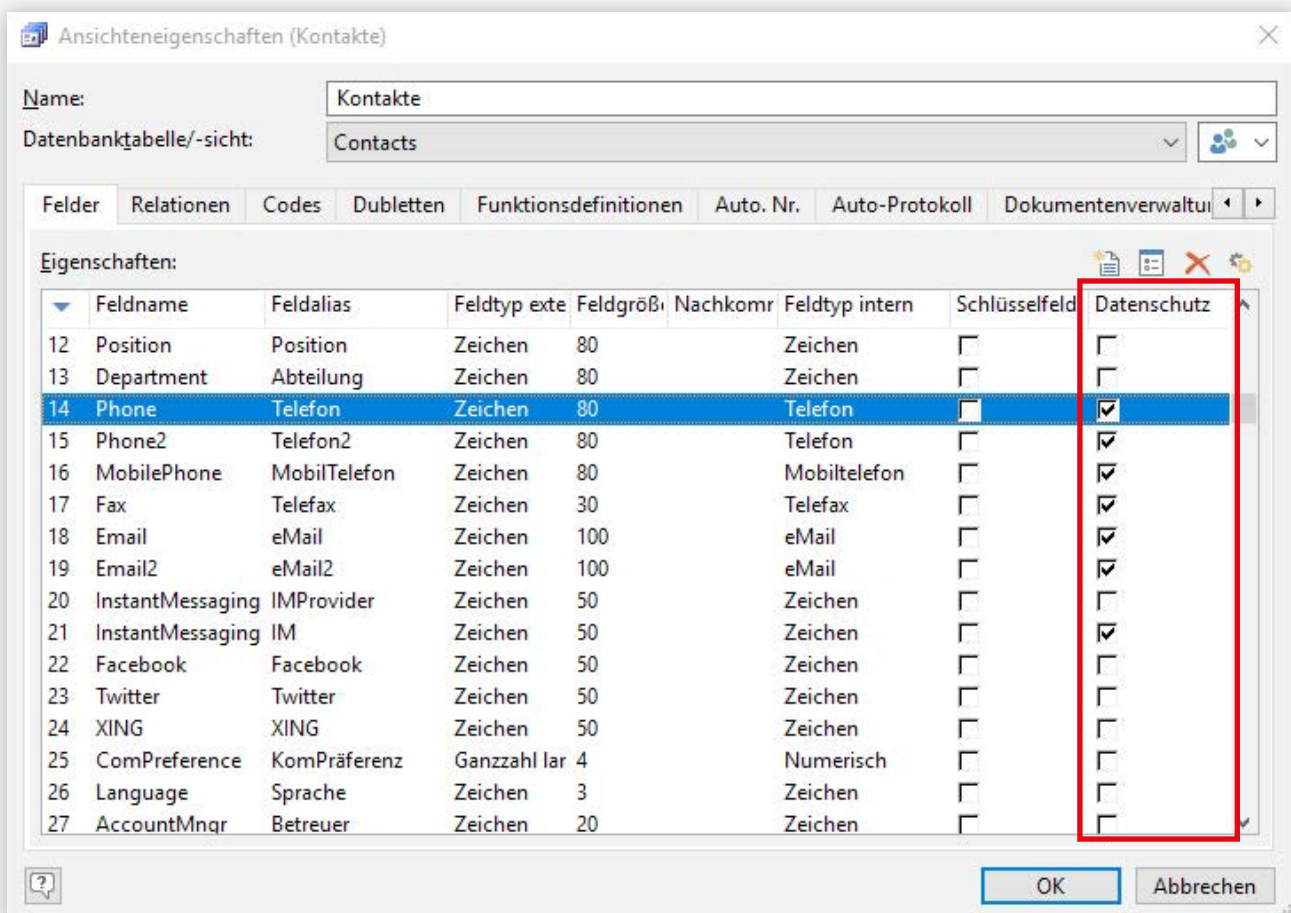 Ansichteneigenschaften (Kontakte)
Name: Kontakte
Datenbanktabelle/-sicht: Contacts
Felder Relationen Codes Dubletten Funktionsdefinitionen Auto. Nr. Auto-Protokoll Dokumentenverwaltu
Eigenschaften:
Feldname Feldalias Feldtyp exte Feldgröß Nachkomr Feldtyp intern Schlüsselfeld Datenschutz
12 Position Position Zeichen 80 Zeichen
13 Department Abteilung Zeichen 80 Zeichen
14 Phone Telefon Zeichen 80 Telefon
15 Phone2 Telefon2 Zeichen 80 Telefon
16 MobilePhone MobilTelefon Zeichen 80 Mobiltelefon
17 Fax Telefax Zeichen 30 Telefax
18 Email eMail Zeichen 100 eMail
19 Email2 eMail2 Zeichen 100 eMail
20 InstantMessaging IMProvider Zeichen 50 Zeichen
21 InstantMessaging IM Zeichen 50 Zeichen
22 Facebook Facebook Zeichen 50 Zeichen
23 Twitter Twitter Zeichen 50 Zeichen
24 XING XING Zeichen 50 Zeichen
25 ComPreference KomPräferenz Ganzzahl lar 4 Numerisch
26 Language Sprache Zeichen 3 Zeichen
27 AccountMngr Betreuer Zeichen 20 Zeichen
OK Abbrechen